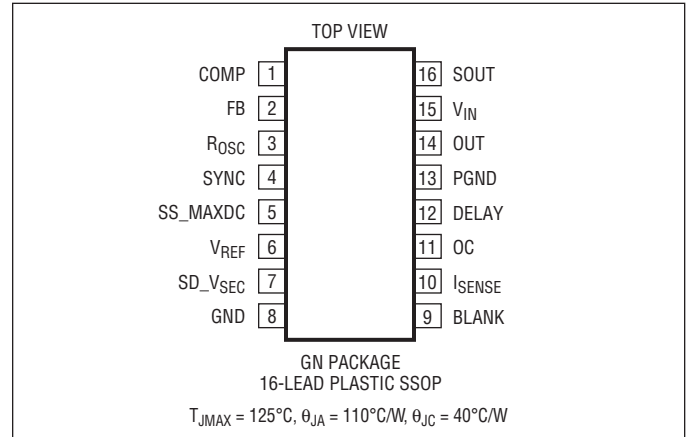 TOP VIEW
COMP 1
FB 2
ROSC 3
SYNC 4
SS_MAXDC 5
VREF 6
SD_VSEC 7
GND 8
16 SOUT
15 VIN
14 OUT
13 PGND
12 DELAY
11 OC
10 ISENSE
9 BLANK
GN PACKAGE
16-LEAD PLASTIC SSOP
TJMAX = 125°C, θJA = 110°C/W, θJC = 40°C/W